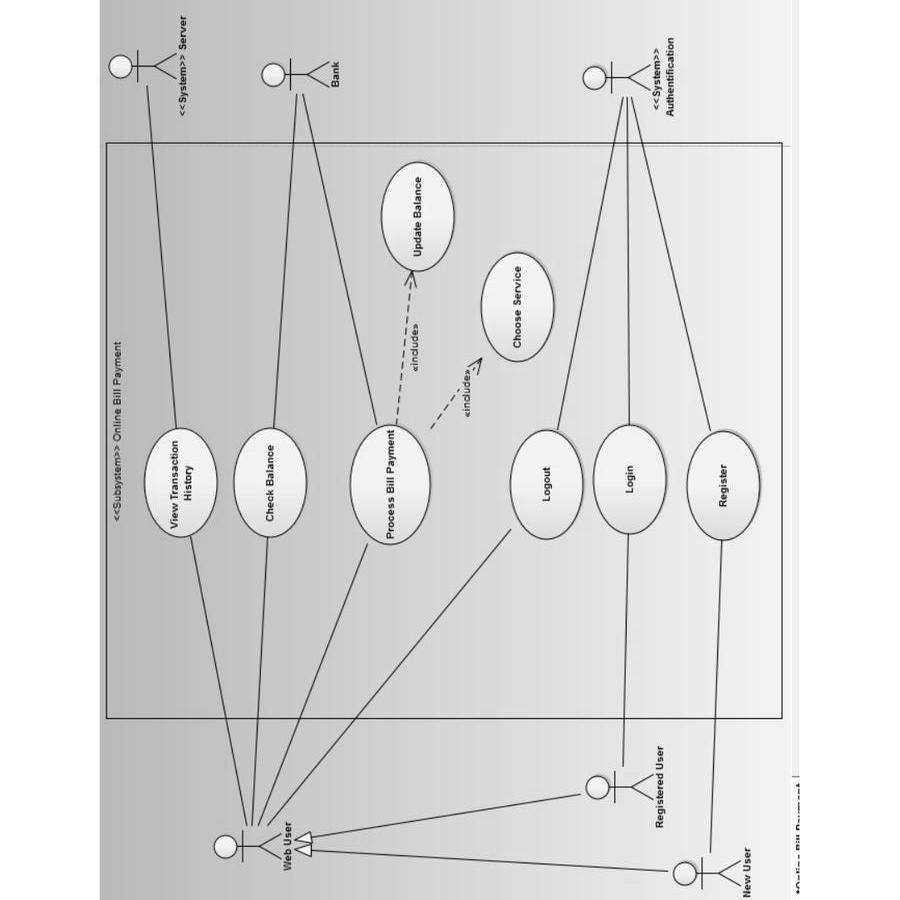 <<Subsystem>> Online Bill Payment
<<System>> Server
View Transaction
History
Bank
Check Balance
Web User
Process Bill Payment
«include»
Update Balance
«include»
Choose Service
Logout
Login
<<System>>
Authentification
Registered User
Register
New User